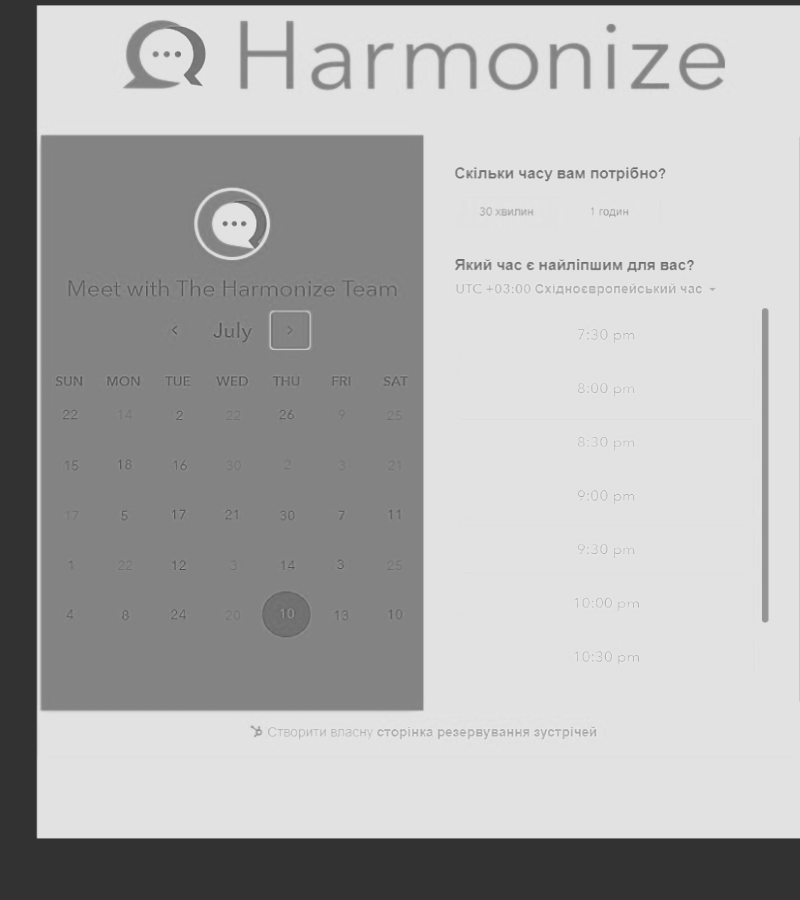 Harmonize
Meet with The Harmonize Team
July
SUN MON TUE WED THU FRI SAT
22 14 2 22 26 9 25
15 18 16 30 2 3 21
17 5 17 21 30 7 11
1 22 12 3 14 3 25
4 8 24 20 10 13 10
Скільки часу вам потрібно?
30 хвилин 1 годин
Який час є найліпшим для вас?
UTC +03:00 Східноєвропейський час
7:30 pm
8:00 pm
8:30 pm
9:00 pm
9:30 pm
10:00 pm
10:30 pm
Створити власну сторінка резервування зустрічей